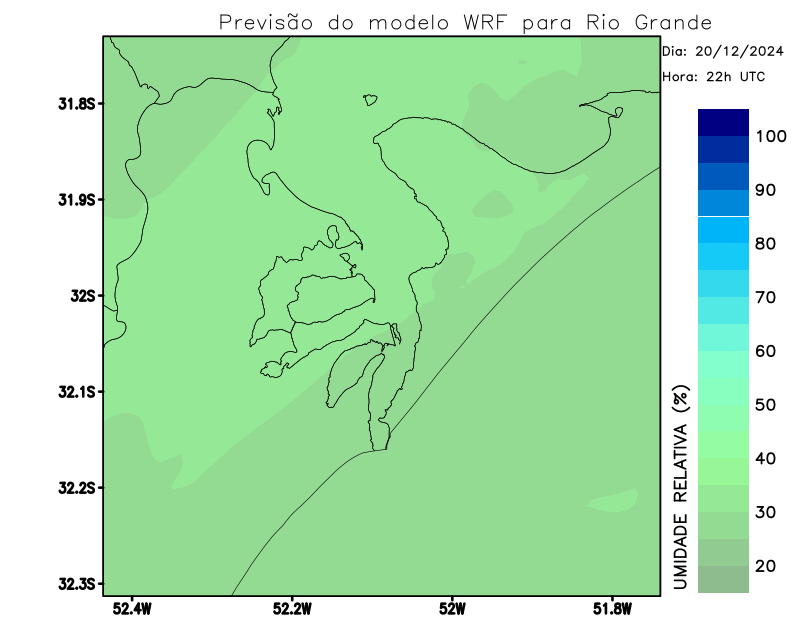 Previsão do modelo WRF para Rio Grande
Dia: 20/12/2024
Hora: 22h UTC
31.8S
31.9S
32S
32.1S
32.2S
32.3S
52.4W 52.2W 52W 51.8W
100
90
80
70
60
50
40
30
20
UMIDADE RELATIVA (%)